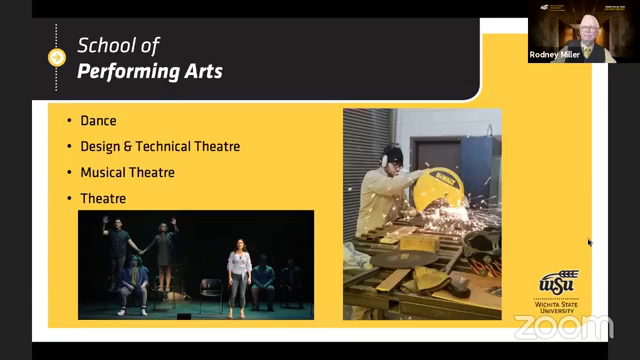 School of
Performing Arts
Rodney Miller
• Dance
• Design & Technical Theatre
• Musical Theatre
• Theatre
DEWALT
WSU
WICHITA STATE
UNIVERSITY
zoom